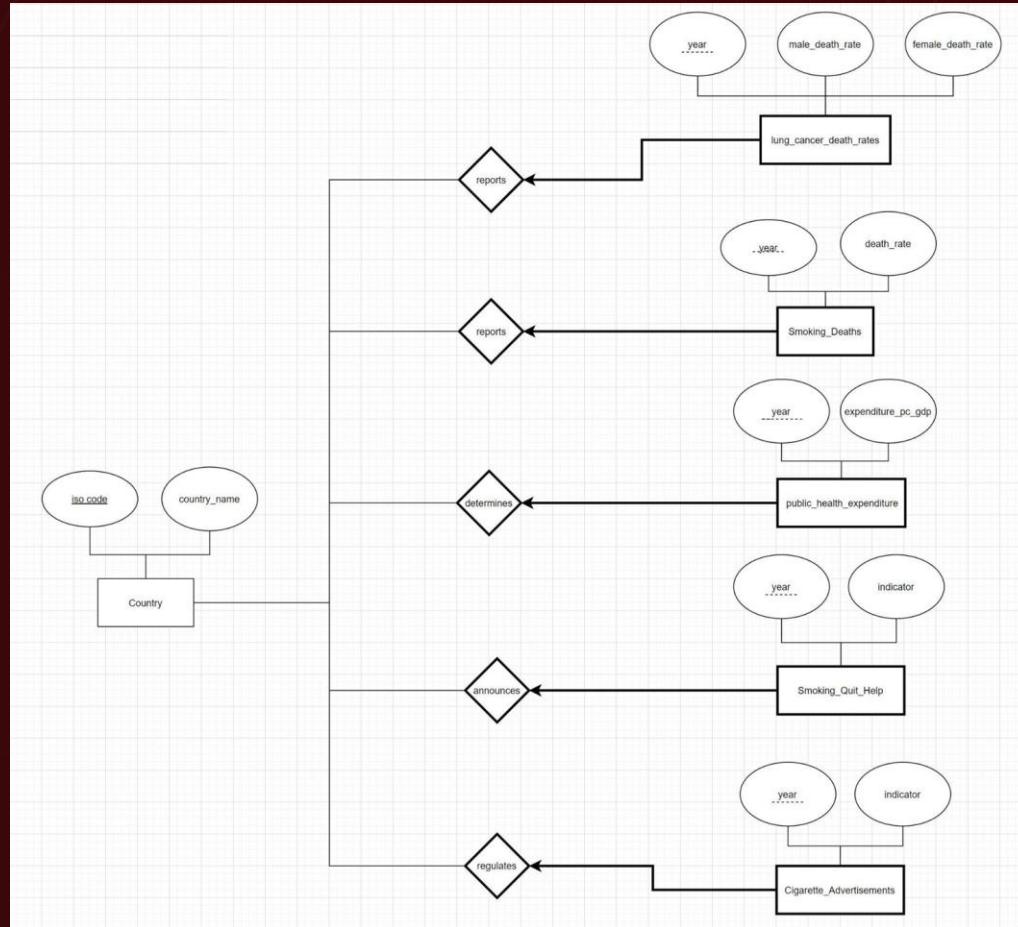 year
male_death_rate
female_death_rate
lung_cancer_death_rates
reports
year
death_rate
reports
Smoking_Deaths
year
expenditure_pc_gdp
iso code
country_name
determines
public_health_expenditure
Country
year
indicator
announces
Smoking_Quit_Help
year
indicator
regulates
Cigarette_Advertisements